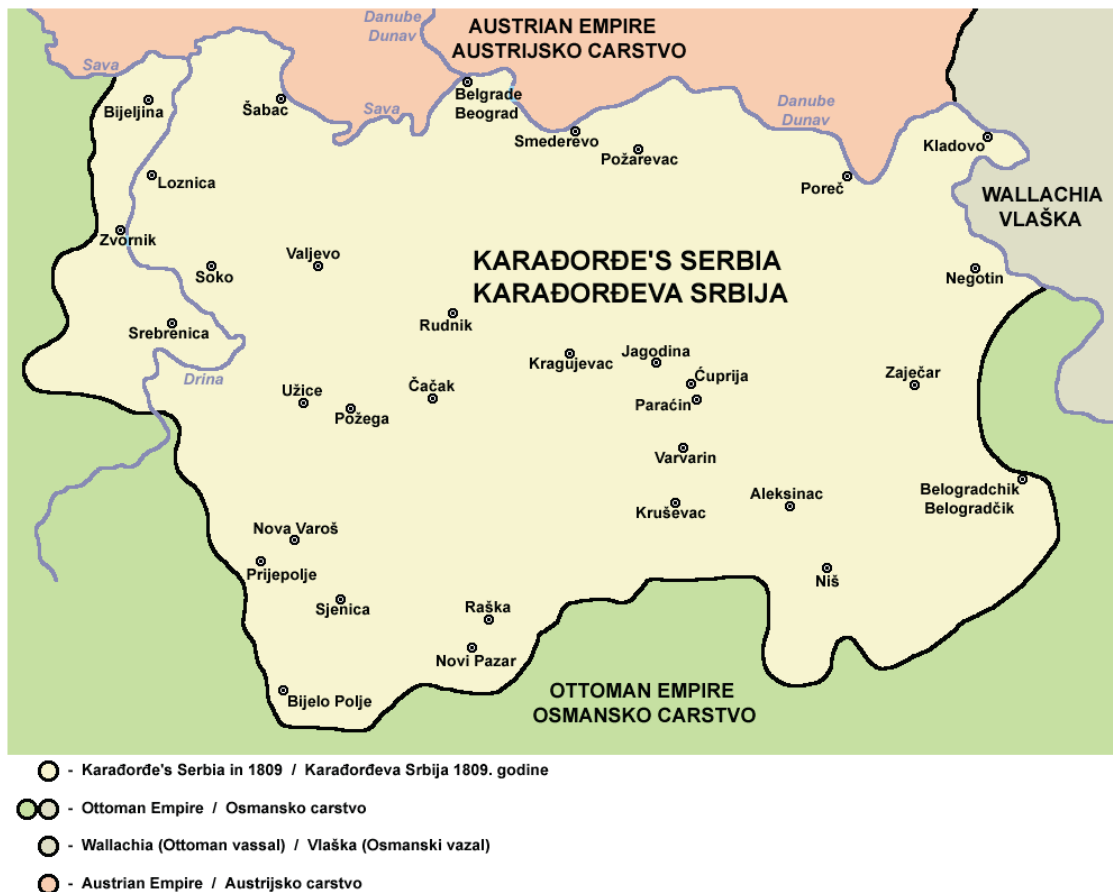 Danube
Dunav
AUSTRIAN EMPIRE
AUSTRIJSKO CARSTVO
Sava
Bijeljina
Šabac
Sava
Belgrade
Beograd
Smederevo
Požarevac
Danube
Dunav
Kladovo
Poreč
Loznica
WALLACHIA
VLAŠKA
Zvornik
Soko
Valjevo
KARAĐORĐE'S SERBIA
KARAĐORĐEVA SRBIJA
Negotin
Srebrenica
Rudnik
Drina
Kragujevac
Jagodina
Ćuprija
Paraćin
Zaječar
Užice
Požega
Čačak
Varvarin
Aleksinac
Kruševac
Belogradchik
Belogradčik
Nova Varoš
Prijepolje
Sjenica
Raška
Niš
Novi Pazar
Bijelo Polje
OTTOMAN EMPIRE
OSMANSKO CARSTVO
- Karađorđe's Serbia in 1809 / Karađorđeva Srbija 1809. godine
- Ottoman Empire / Osmansko carstvo
- Wallachia (Ottoman vassal) / Vlaška (Osmanski vazal)
- Austrian Empire / Austrijsko carstvo